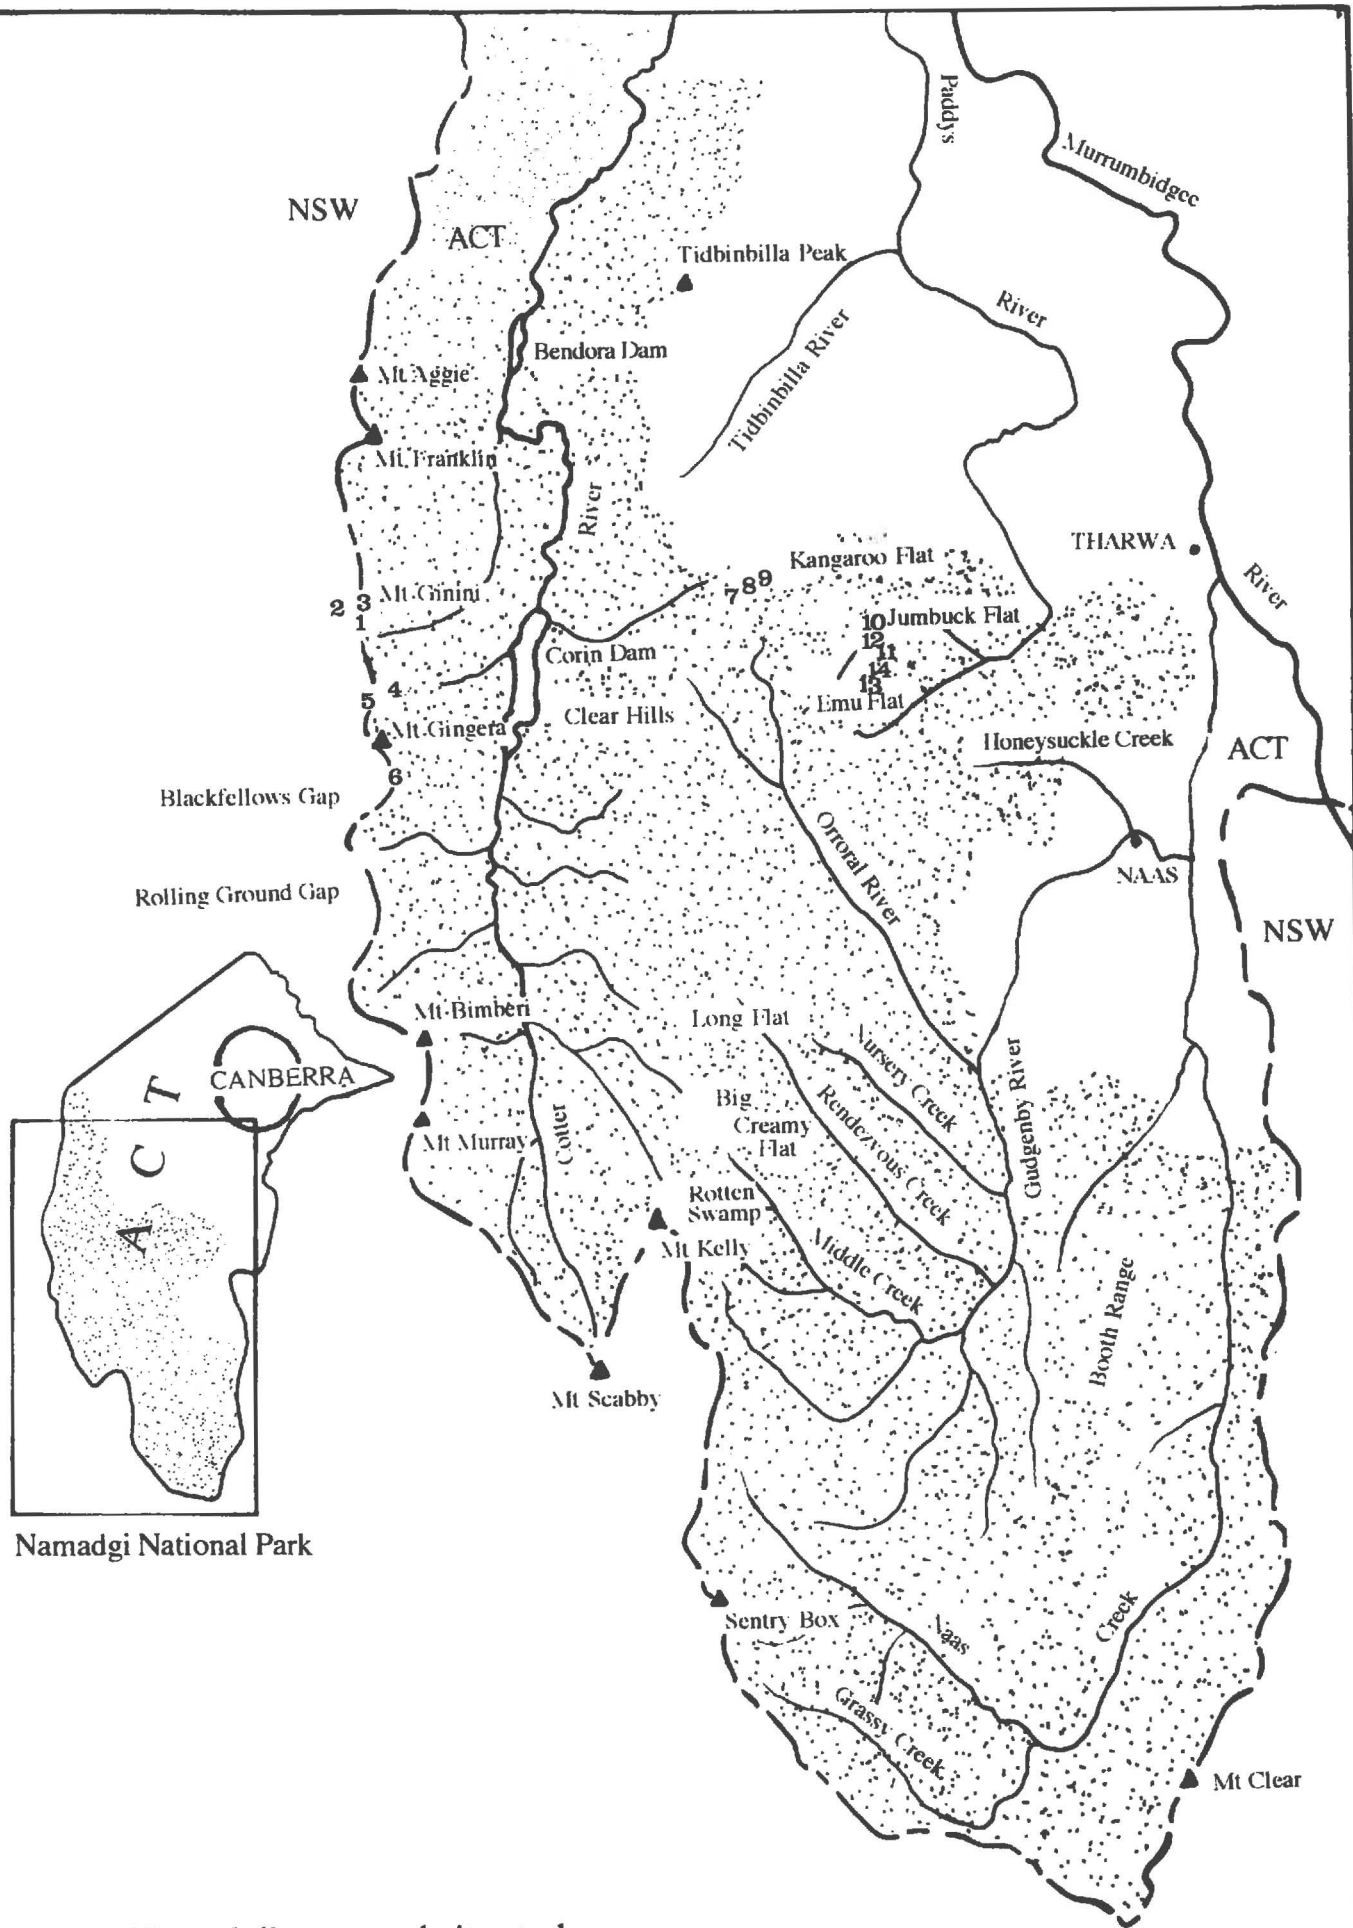 Paddys
Murrumbidgee
NSW
ACT
Tidbinbilla Peak
River
Tidbinbilla River
Bendora Dam
Mt. Aggie
Mt. Franklin
River
THARWA
Kangaroo Flat
River
7 8 9
Mt. Ginini
2 3
1
10 Jumbuck Flat
12
11
14
13
Emu Flat
Corin Dam
4
5
Clear Hills
Mt. Gingera
Honeysuckle Creek
ACT
6
Blackfellows Gap
Orroral River
NAAS
Rolling Ground Gap
NSW
Mt. Bimberi
Long Flat
Nursery Creek
Gudgenby River
CANBERRA
A C T
Big
Creamy
Flat
Rendezvous Creek
Mt Murray
Cotter
Rotten
Swamp
Mt Kelly
Middle Creek
Booth Range
Mt Scabby
Namadgi National Park
Sentry Box
Naas
Creek
Grassy Creek
Mt Clear